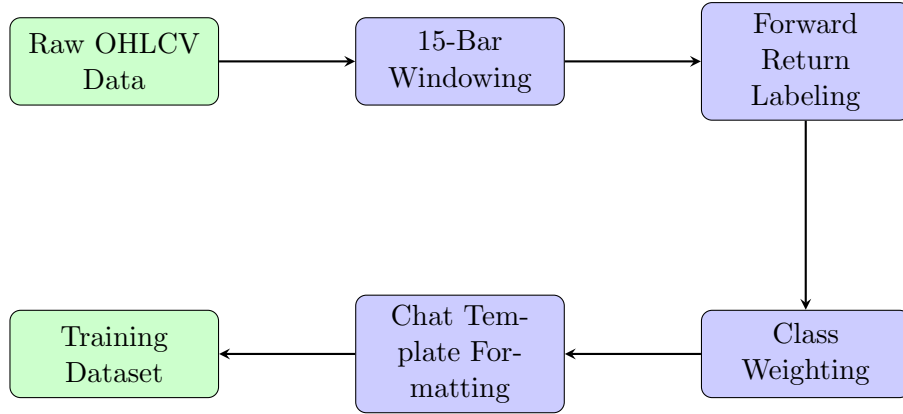 Raw OHLCV
Data
15-Bar
Windowing
Forward
Return
Labeling
Class
Weighting
Chat Tem-
plate For-
matting
Training
Dataset